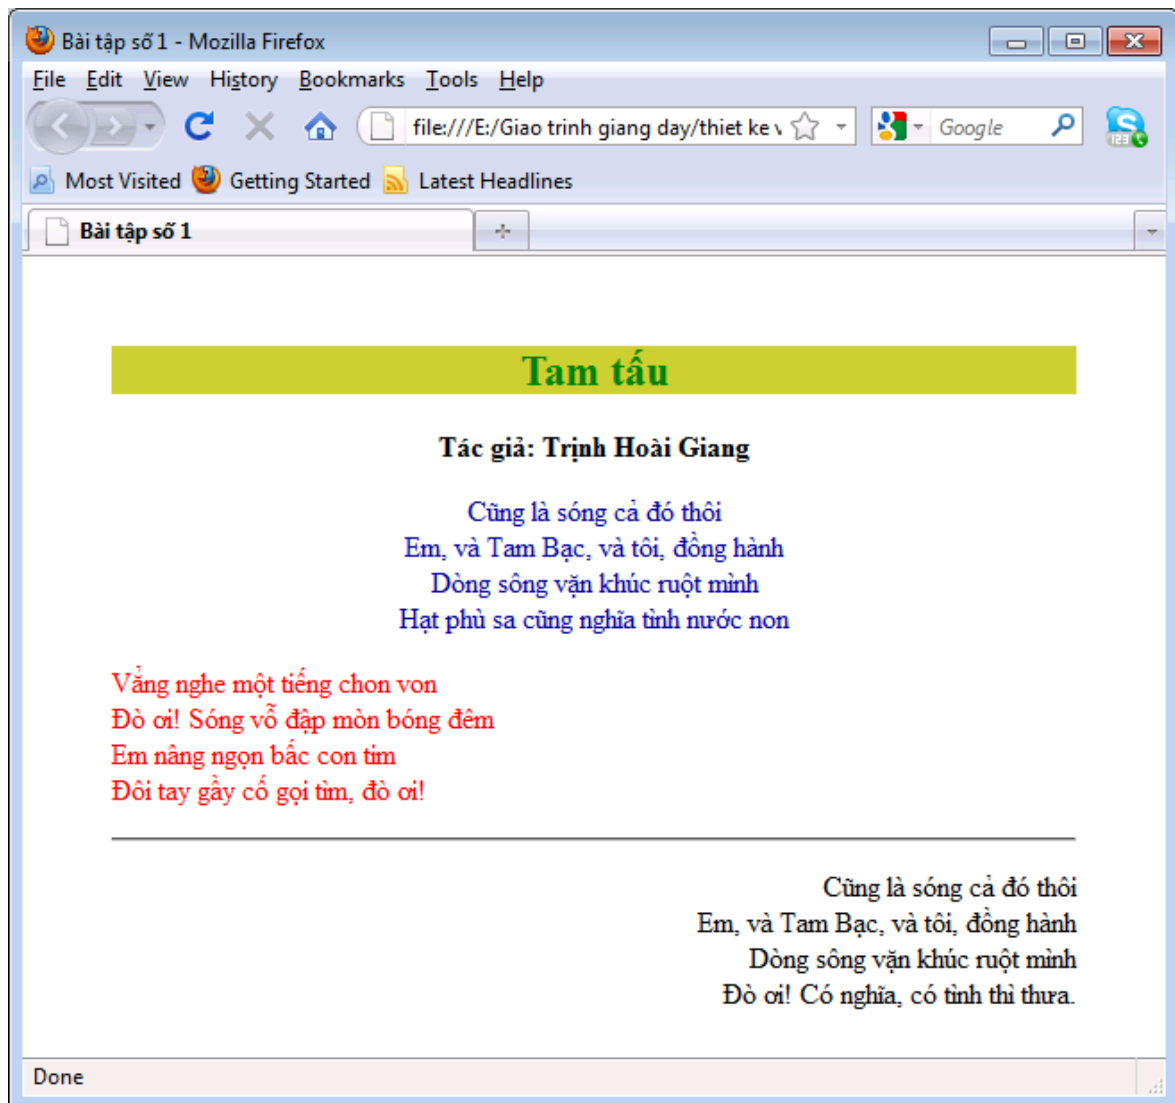 Bài tập số 1 - Mozilla Firefox
File Edit View History Bookmarks Tools Help
file:///E:/Giao trinh giang day/thiet ke v Google
Most Visited Getting Started Latest Headlines
Bài tập số 1
Tam tấu
Tác giả: Trịnh Hoài Giang
Cũng là sóng cả đó thôi
Em, và Tam Bạc, và tôi, đồng hành
Dòng sông vặn khúc ruột mình
Hạt phù sa cũng nghĩa tình nước non
Vẳng nghe một tiếng chon von
Đò ơi! Sóng vỗ đập mòn bóng đêm
Em nâng ngọn bấc con tim
Đôi tay gầy cố gọi tìm, đò ơi!
Cũng là sóng cả đó thôi
Em, và Tam Bạc, và tôi, đồng hành
Dòng sông vặn khúc ruột mình
Đò ơi! Có nghĩa, có tình thì thưa.
Done